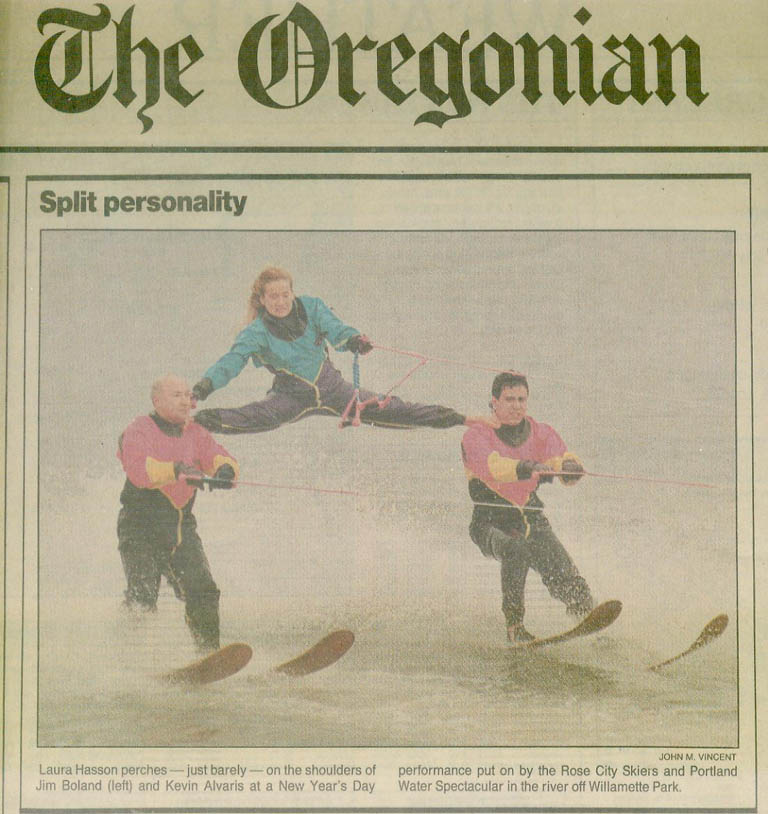 The Oregonian
Split personality
JOHN M. VINCENT
Laura Hasson perches — just barely — on the shoulders of
Jim Boland (left) and Kevin Alvaris at a New Year's Day
performance put on by the Rose City Skiers and Portland
Water Spectacular in the river off Willamette Park.